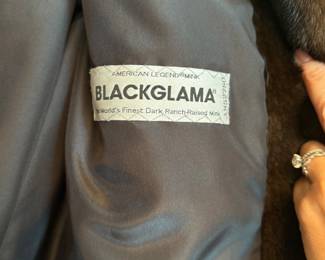 AMERICAN LEGEND® MINK
BLACKGLAMA®
World's Finest Dark Ranch-Raised Mink